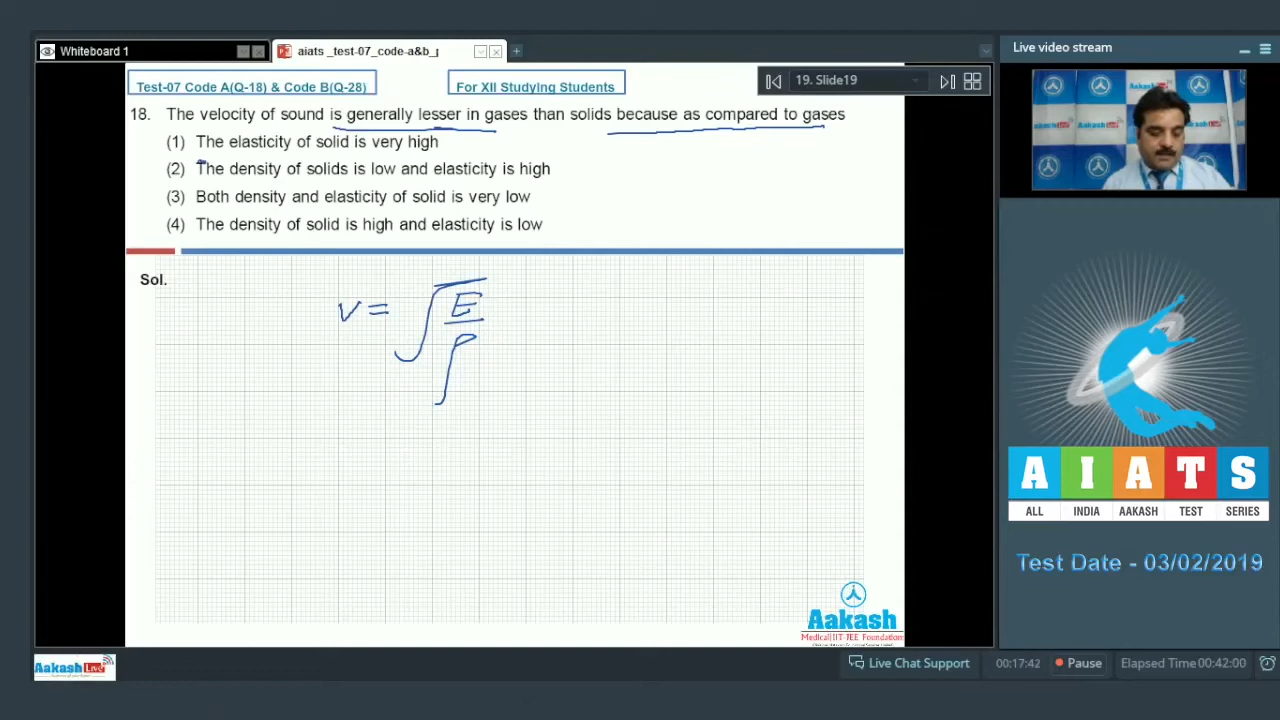 Whiteboard 1
aiats _test-07_code-a&b_
Live video stream
Test-07 Code A(Q-18) & Code B(Q-28)
For XII Studying Students
19. Slide19
18. The velocity of sound is generally lesser in gases than solids because as compared to gases
(1) The elasticity of solid is very high
(2) The density of solids is low and elasticity is high
(3) Both density and elasticity of solid is very low
(4) The density of solid is high and elasticity is low
Sol.
v = √(E/ρ)
Aakash
Medical|IIT-JEE|Foundations
AIATS
ALL INDIA AAKASH TEST SERIES
Test Date - 03/02/2019
Aakash Live
Live Chat Support
00:17:42
Pause
Elapsed Time 00:42:00